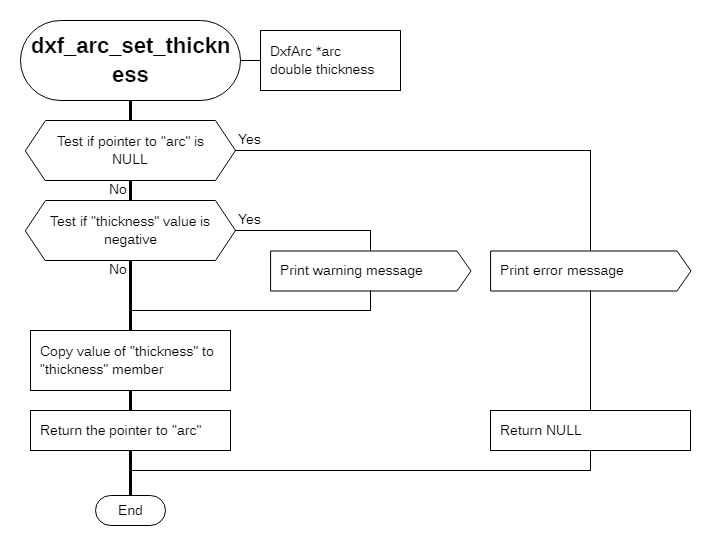 dxf_arc_set_thickn
ess
DxfArc *arc
double thickness
Test if pointer to "arc" is
NULL
Yes
No
Test if "thickness" value is
negative
Yes
No
Print warning message
Print error message
Copy value of "thickness" to
"thickness" member
Return the pointer to "arc"
Return NULL
End